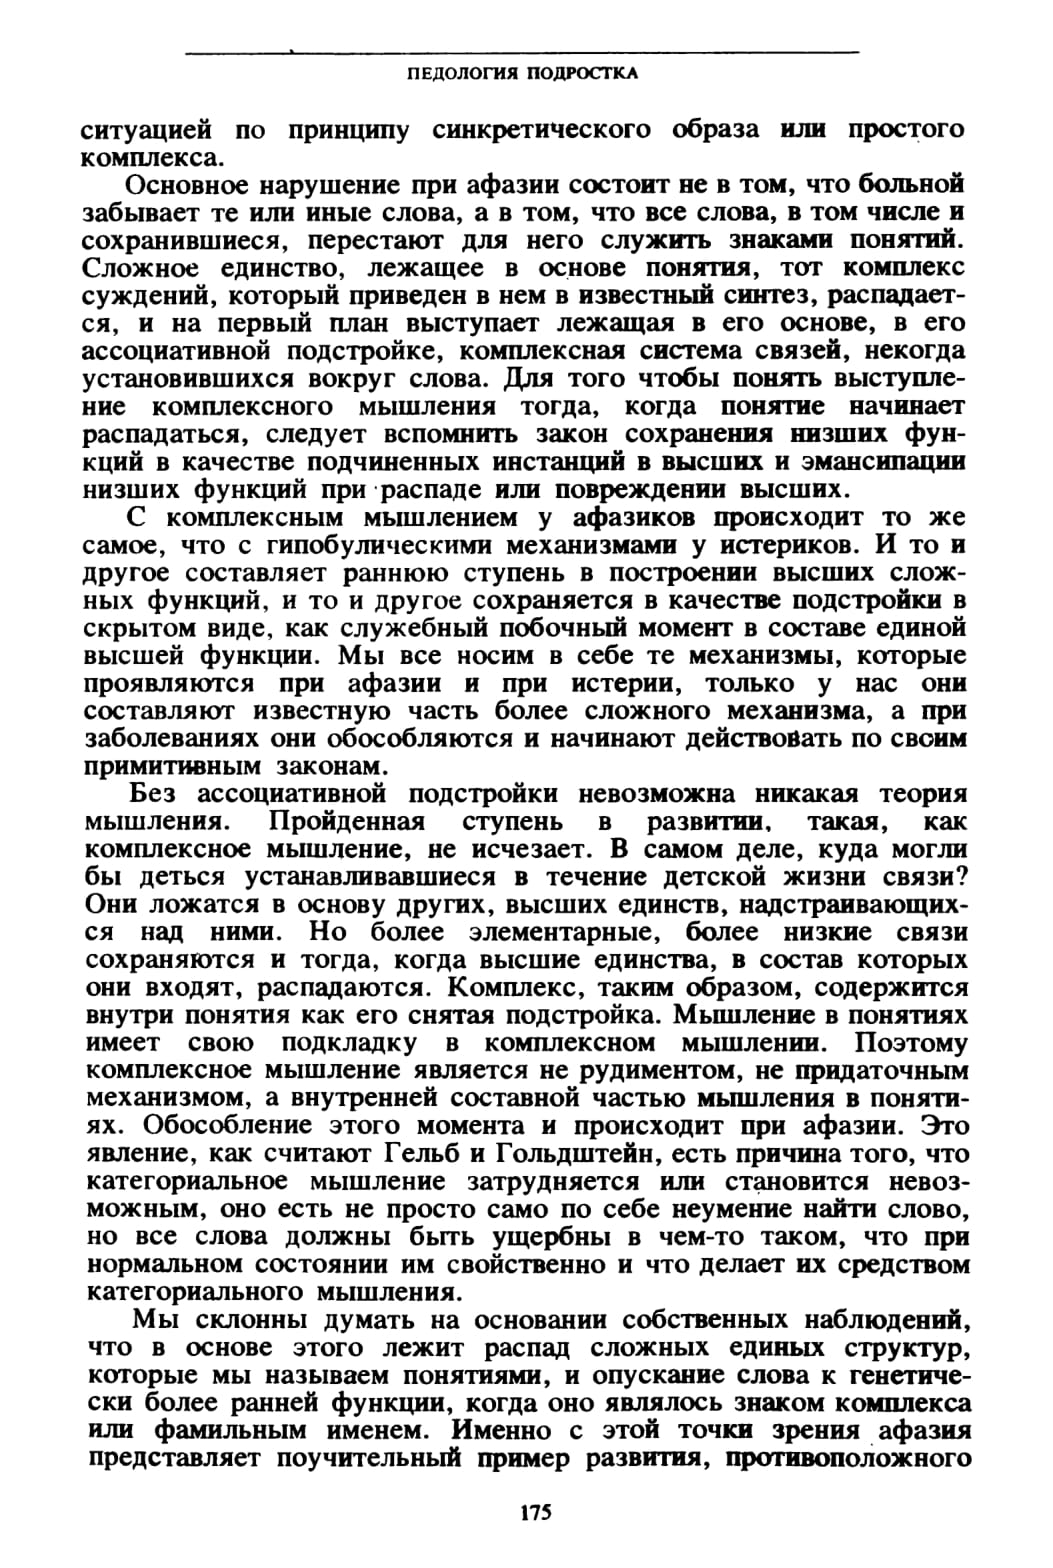 ПЕДОЛОГИЯ ПОДРОСТКА
ситуацией по принципу синкретического образа или простого
комплекса.
Основное нарушение при афазии состоит не в том, что больной
забывает те или иные слова, а в том, что все слова, в том числе и
сохранившиеся, перестают для него служить знаками понятий.
Сложное единство, лежащее в основе понятия, тот комплекс
суждений, который приведен в нем в известный синтез, распадает-
ся, и на первый план выступает лежащая в его основе, в его
ассоциативной подстройке, комплексная система связей, некогда
установившихся вокруг слова. Для того чтобы понять выступле-
ние комплексного мышления тогда, когда понятие начинает
распадаться, следует вспомнить закон сохранения низших фун-
кций в качестве подчиненных инстанций в высших и эмансипации
низших функций при распаде или повреждении высших.
С комплексным мышлением у афазиков происходит то же
самое, что с гипобулическими механизмами у истериков. И то и
другое составляет раннюю ступень в построении высших слож-
ных функций, и то и другое сохраняется в качестве подстройки в
скрытом виде, как служебный побочный момент в составе единой
высшей функции. Мы все носим в себе те механизмы, которые
проявляются при афазии и при истерии, только у нас они
составляют известную часть более сложного механизма, а при
заболеваниях они обособляются и начинают действовать по своим
примитивным законам.
Без ассоциативной подстройки невозможна никакая теория
мышления. Пройденная ступень в развитии, такая, как
комплексное мышление, не исчезает. В самом деле, куда могли
бы деться устанавливавшиеся в течение детской жизни связи?
Они ложатся в основу других, высших единств, надстраивающих-
ся над ними. Но более элементарные, более низкие связи
сохраняются и тогда, когда высшие единства, в состав которых
они входят, распадаются. Комплекс, таким образом, содержится
внутри понятия как его снятая подстройка. Мышление в понятиях
имеет свою подкладку в комплексном мышлении. Поэтому
комплексное мышление является не рудиментом, не придаточным
механизмом, а внутренней составной частью мышления в поняти-
ях. Обособление этого момента и происходит при афазии. Это
явление, как считают Гельб и Гольдштейн, есть причина того, что
категориальное мышление затрудняется или становится невоз-
можным, оно есть не просто само по себе неумение найти слово,
но все слова должны быть ущербны в чем-то таком, что при
нормальном состоянии им свойственно и что делает их средством
категориального мышления.
Мы склонны думать на основании собственных наблюдений,
что в основе этого лежит распад сложных единых структур,
которые мы называем понятиями, и опускание слова к генетиче-
ски более ранней функции, когда оно являлось знаком комплекса
или фамильным именем. Именно с этой точки зрения афазия
представляет поучительный пример развития, противоположного
175